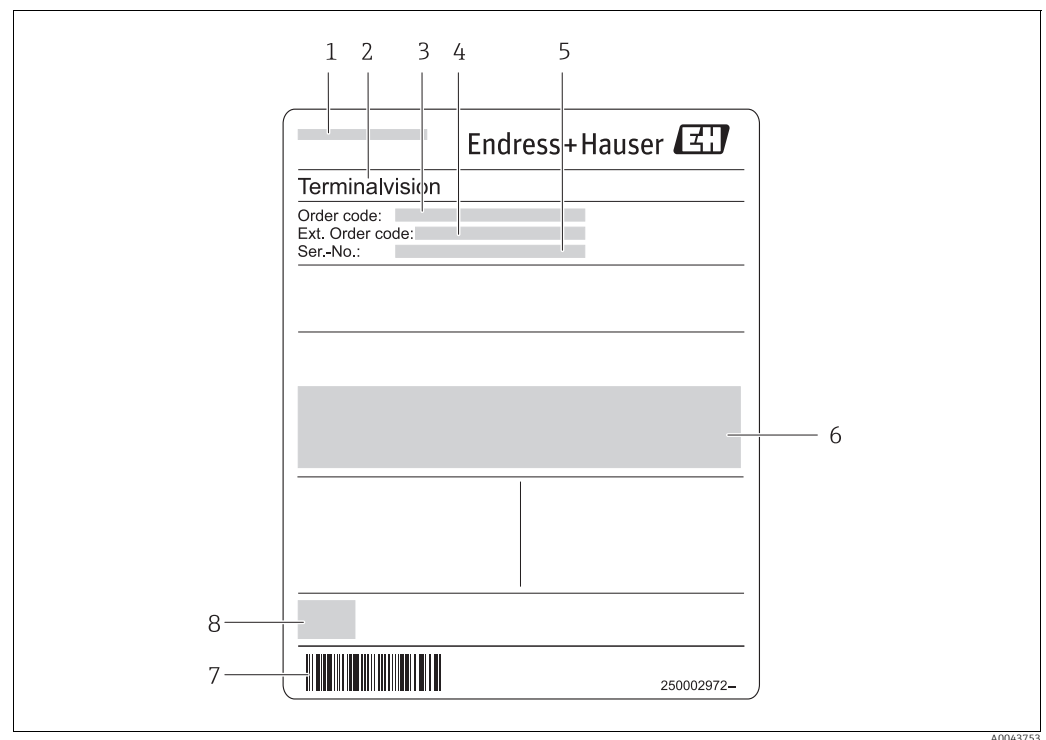 1 2 3 4 5
Endress+Hauser EH
Terminalvision
Order code:
Ext. Order code:
Ser.-No.:
6
8
7
250002972–
A0043753